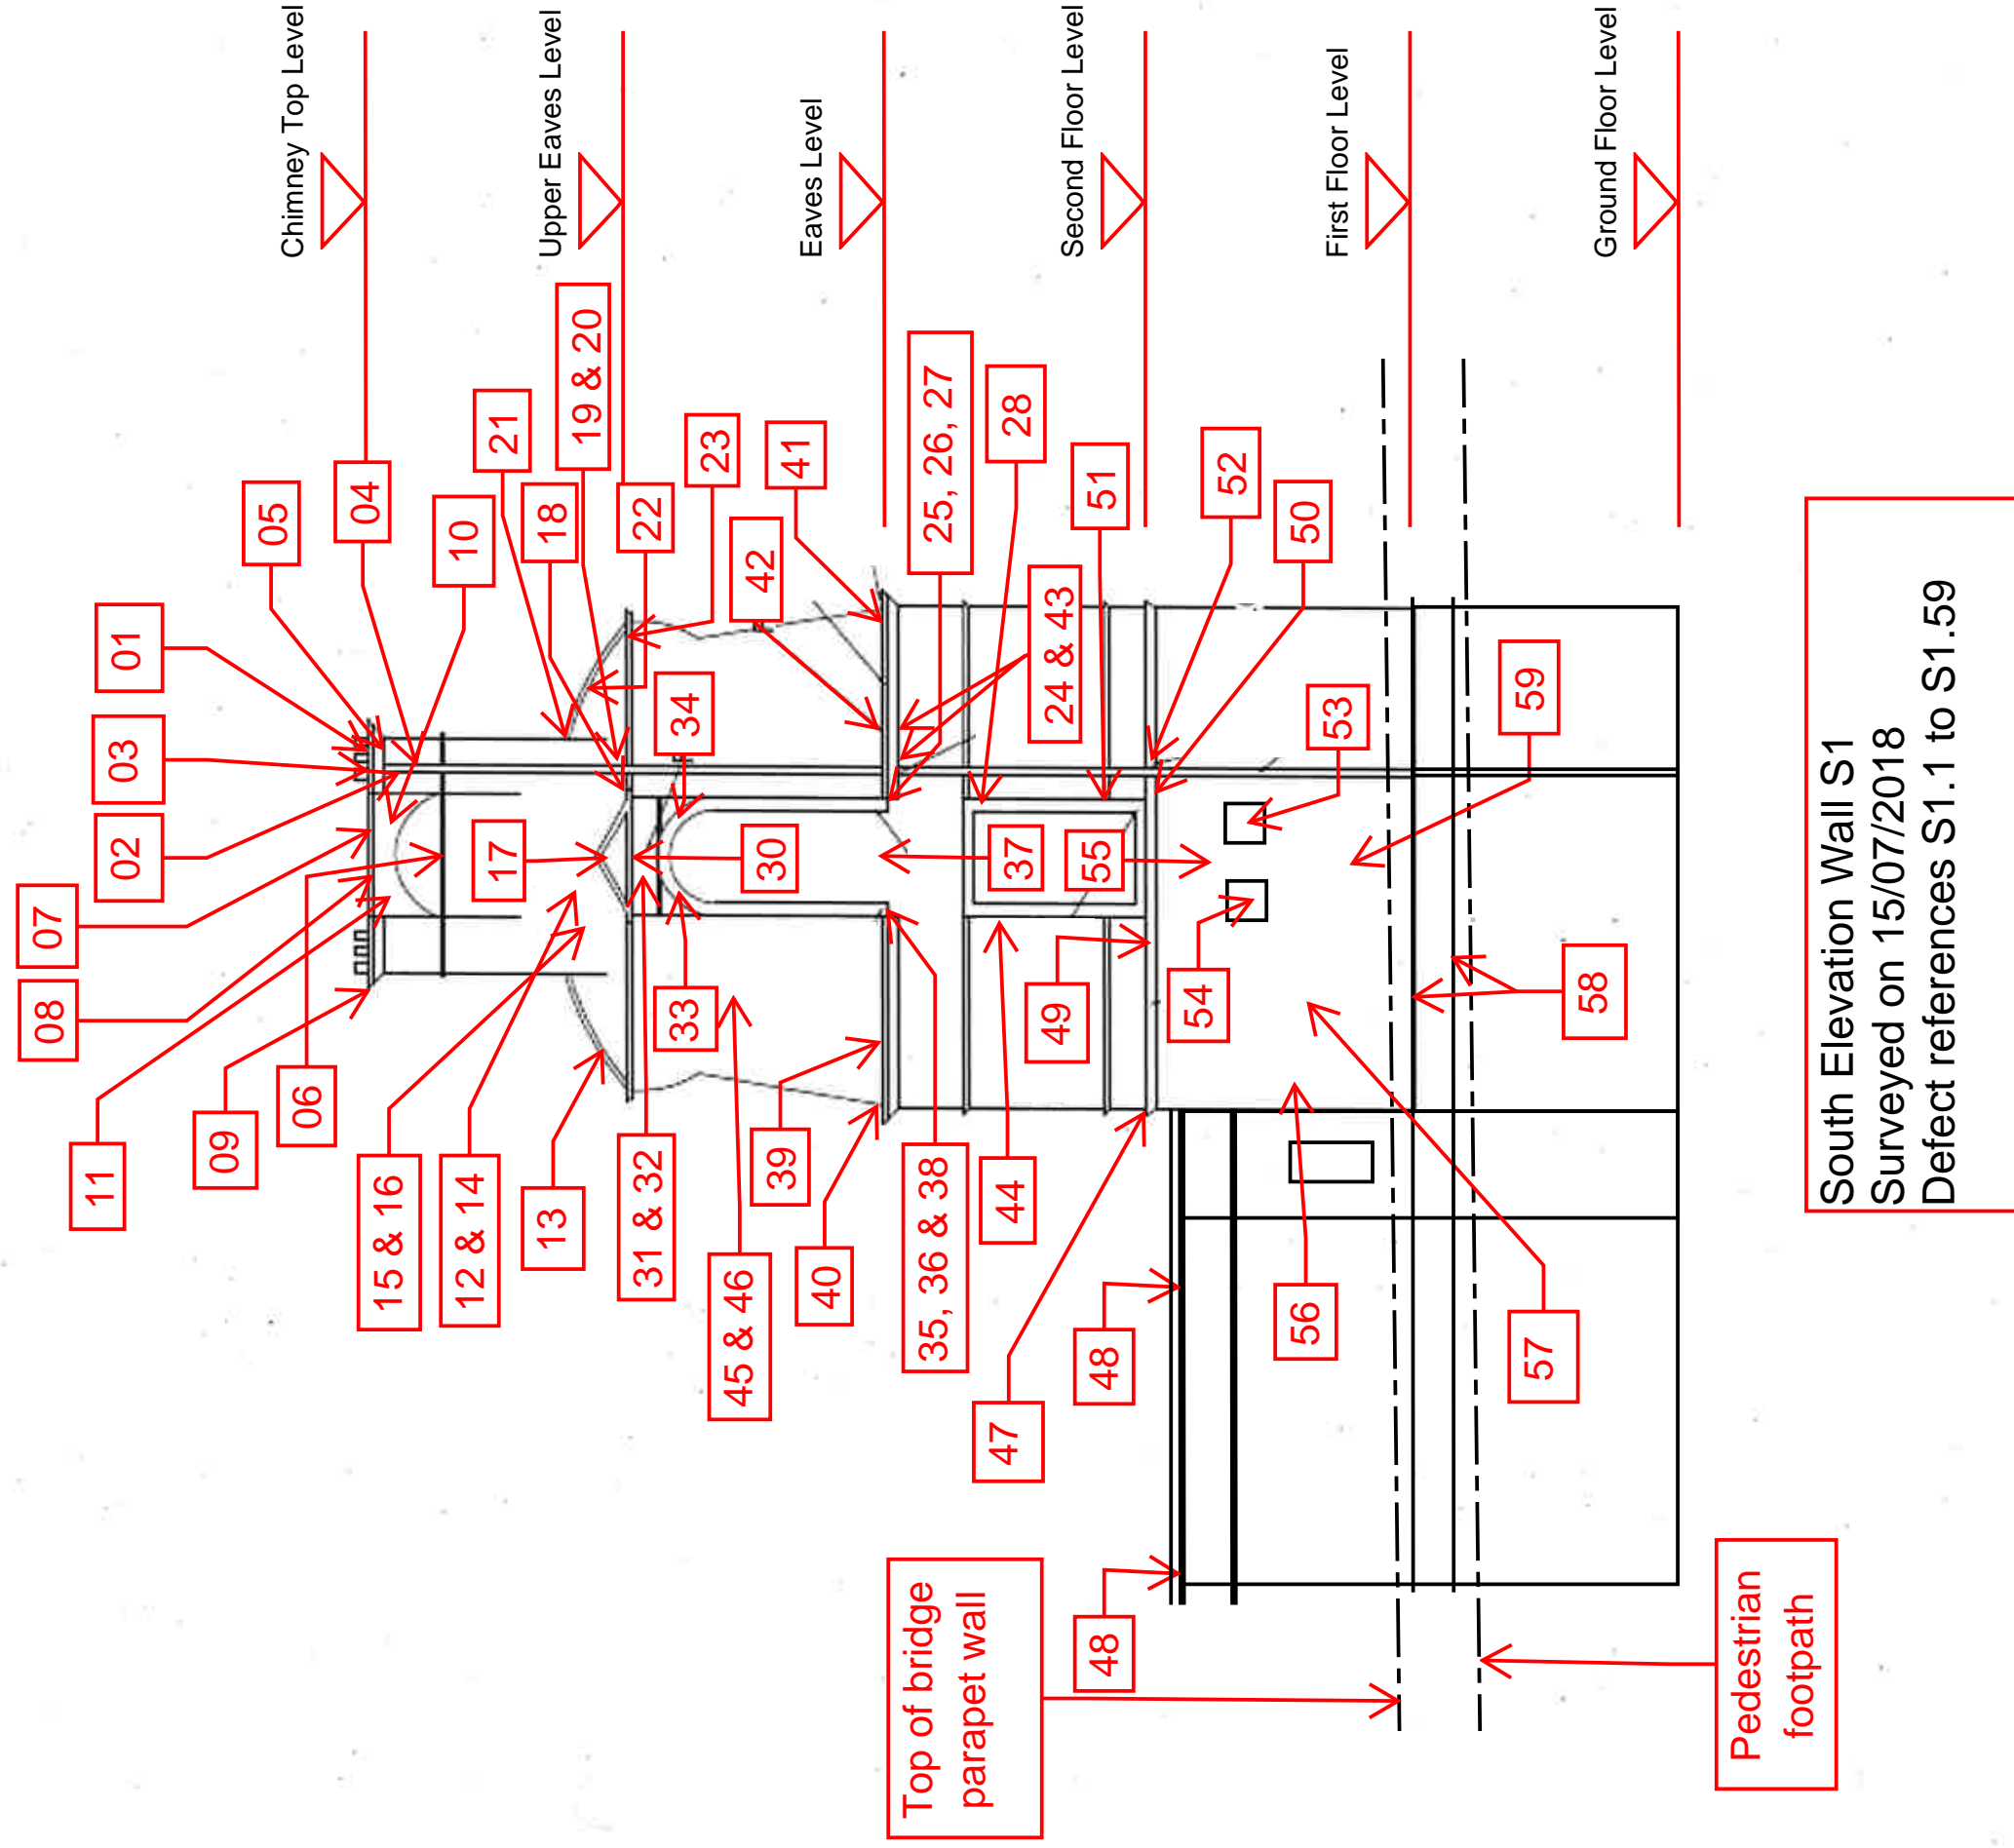 Chimney Top Level
Upper Eaves Level
Eaves Level
Second Floor Level
First Floor Level
Ground Floor Level
01
02
03
04
05
06
07
08
09
10
11
12 & 14
13
15 & 16
17
18
19 & 20
21
22
23
24 & 43
25, 26, 27
28
30
31 & 32
33
34
35, 36 & 38
37
39
40
41
42
44
45 & 46
47
48
48
49
50
51
52
53
54
55
56
57
58
59
Top of bridge
parapet wall
Pedestrian
footpath
South Elevation Wall S1
Surveyed on 15/07/2018
Defect references S1.1 to S1.59